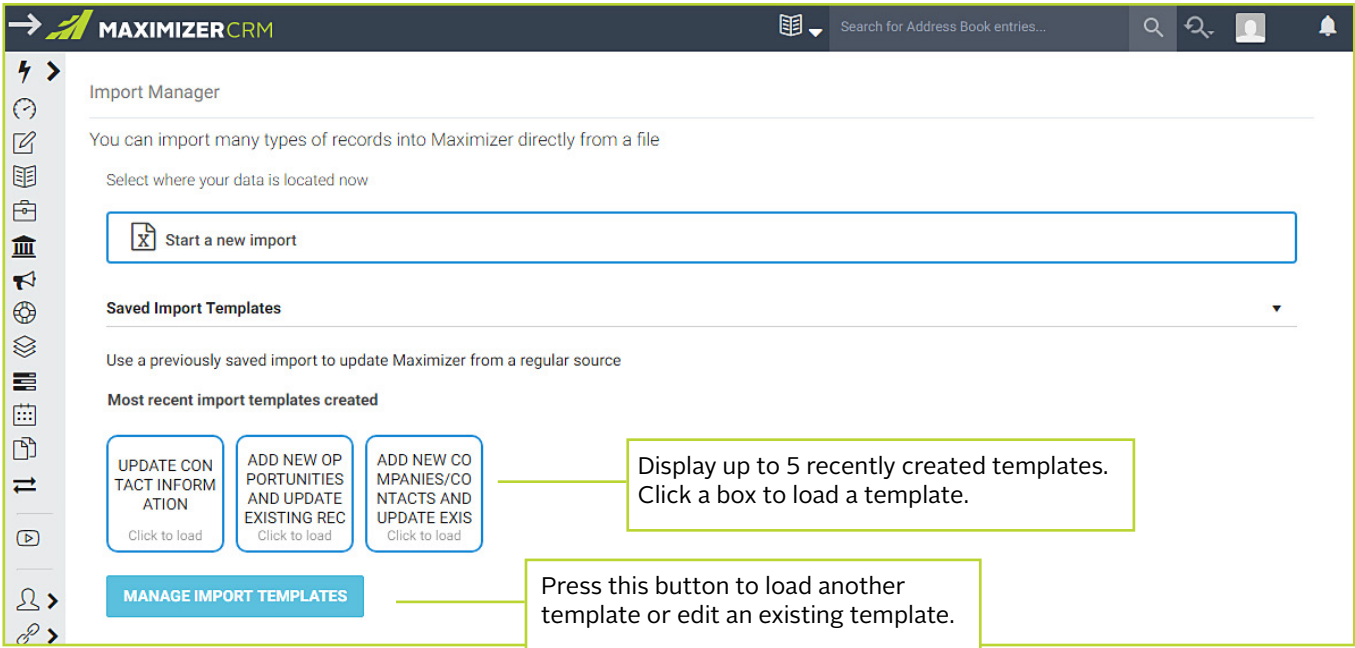 MAXIMIZER CRM
Search for Address Book entries...
Import Manager
You can import many types of records into Maximizer directly from a file
Select where your data is located now
X Start a new import
Saved Import Templates
Use a previously saved import to update Maximizer from a regular source
Most recent import templates created
UPDATE CON
TACT INFORM
ATION
Click to load
ADD NEW OP
PORTUNITIES
AND UPDATE
EXISTING REC
Click to load
ADD NEW CO
MPANIES/CO
NTACTS AND
UPDATE EXIS
Click to load
Display up to 5 recently created templates.
Click a box to load a template.
MANAGE IMPORT TEMPLATES
Press this button to load another
template or edit an existing template.